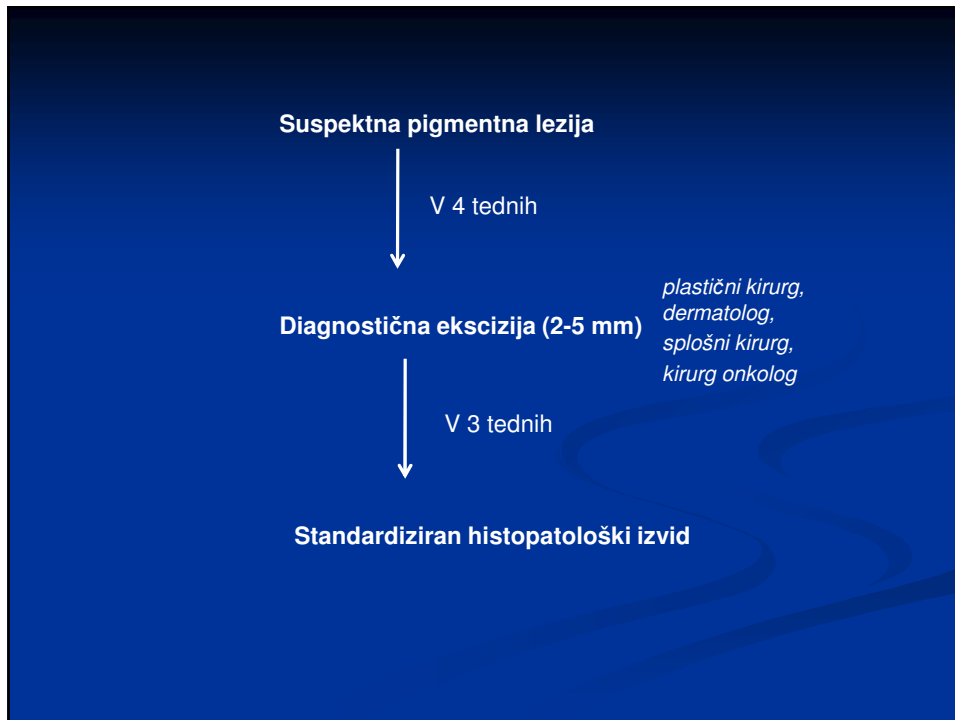 Suspektna pigmentna lezija
V 4 tednih
Diagnostična ekscizija (2-5 mm)
plastični kirurg,
dermatolog,
splošni kirurg,
kirurg onkolog
V 3 tednih
Standardiziran histopatološki izvid